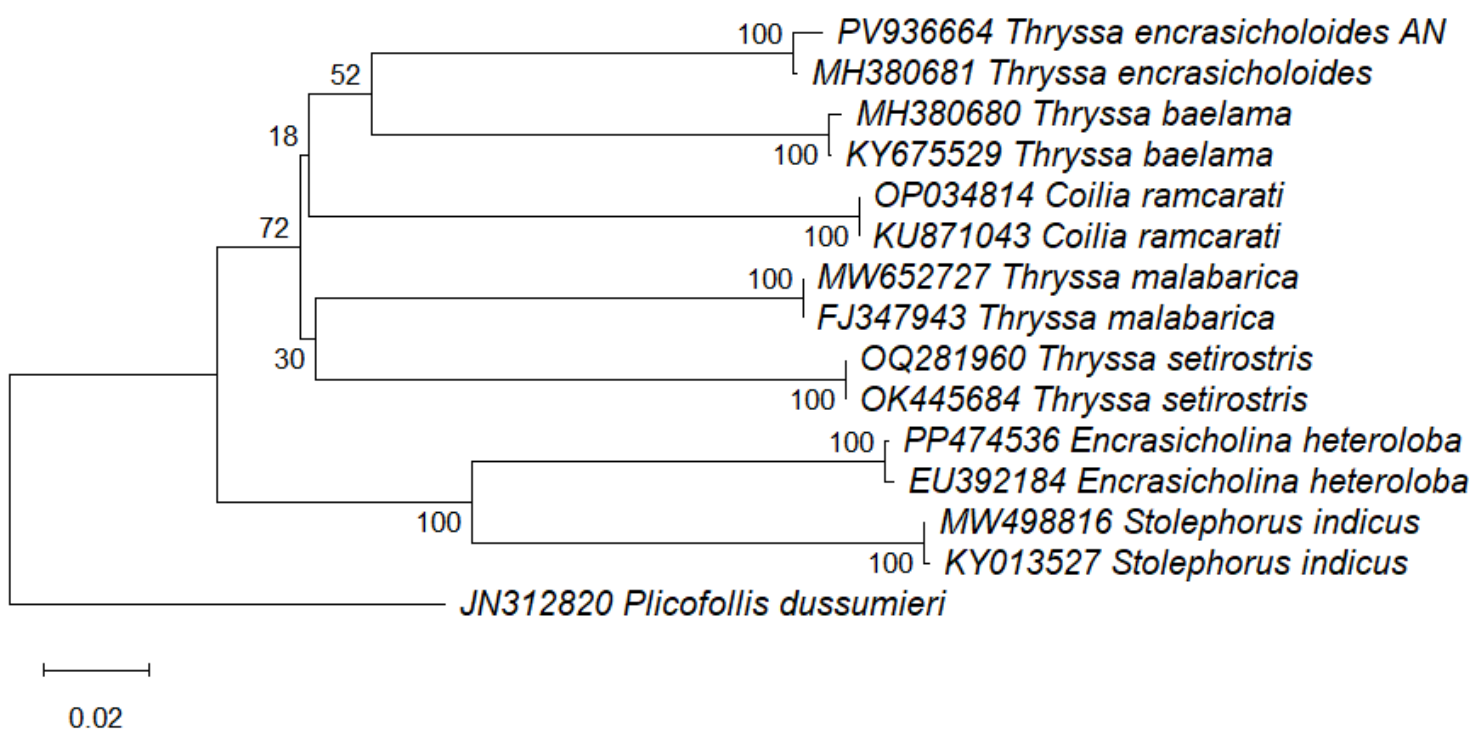 100 PV936664 Thryssa encrasicholoides AN
52 MH380681 Thryssa encrasicholoides
18 MH380680 Thryssa baelama
100 KY675529 Thryssa baelama
OP034814 Coilia ramcarati
72 100 KU871043 Coilia ramcarati
100 MW652727 Thryssa malabarica
FJ347943 Thryssa malabarica
30 OQ281960 Thryssa setirostris
100 OK445684 Thryssa setirostris
100 PP474536 Encrasicholina heteroloba
EU392184 Encrasicholina heteroloba
100 MW498816 Stolephorus indicus
100 KY013527 Stolephorus indicus
JN312820 Plicofollis dussumieri
0.02